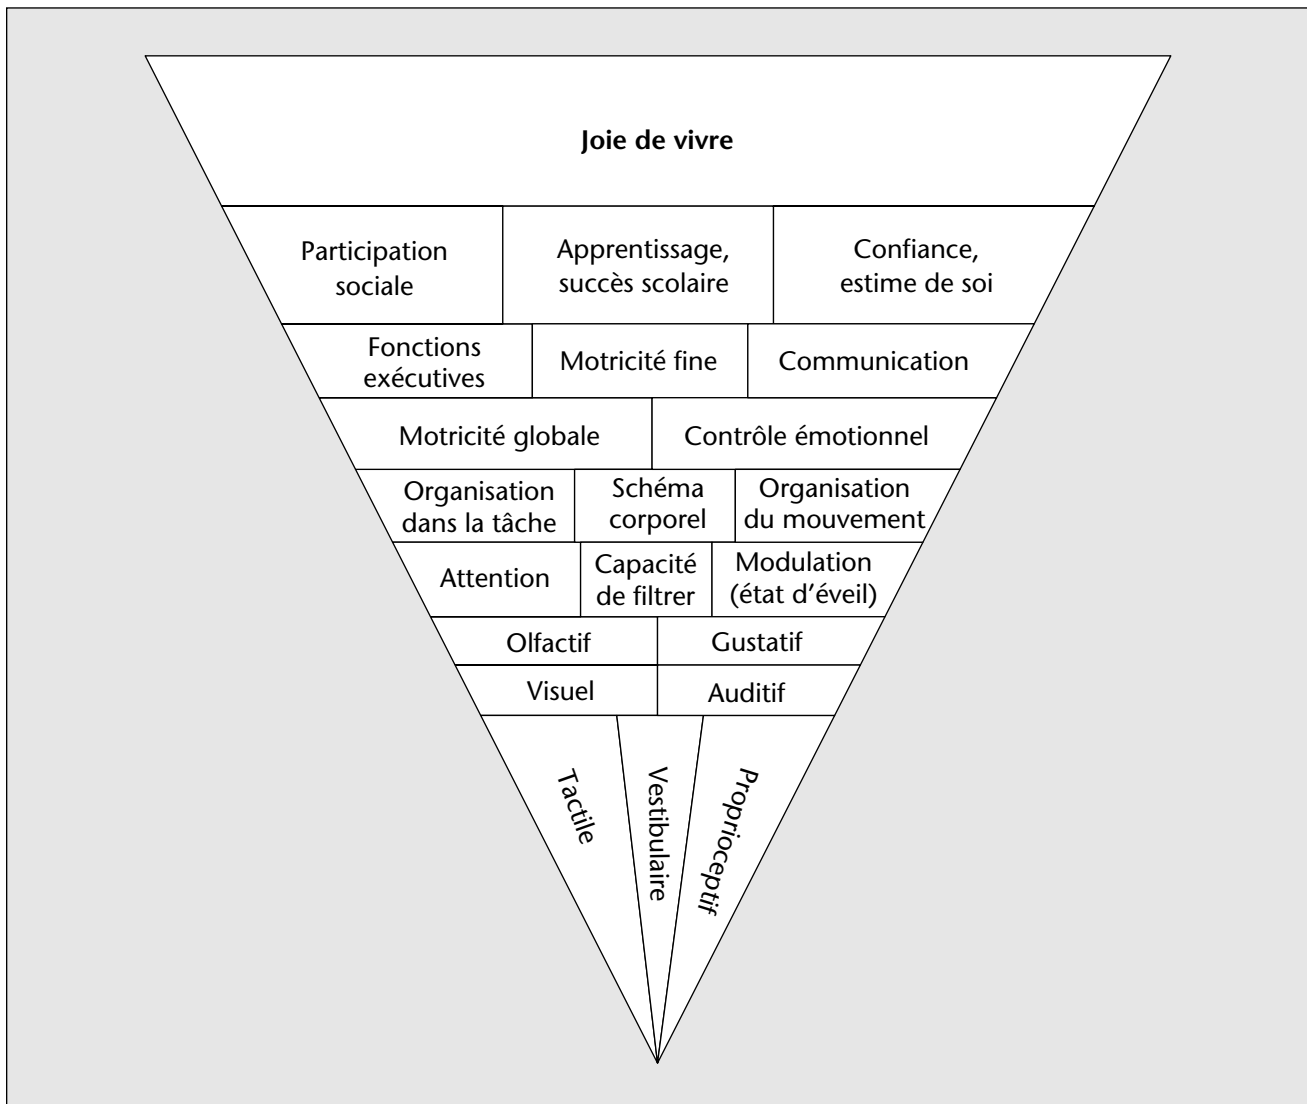 Joie de vivre
Participation
sociale
Apprentissage,
succès scolaire
Confiance,
estime de soi
Fonctions
exécutives
Motricité fine
Communication
Motricité globale
Contrôle émotionnel
Organisation
dans la tâche
Schéma
corporel
Organisation
du mouvement
Attention
Capacité
de filtrer
Modulation
(état d’éveil)
Olfactif
Gustatif
Visuel
Auditif
Tactile
Vestibulaire
Proprioceptif